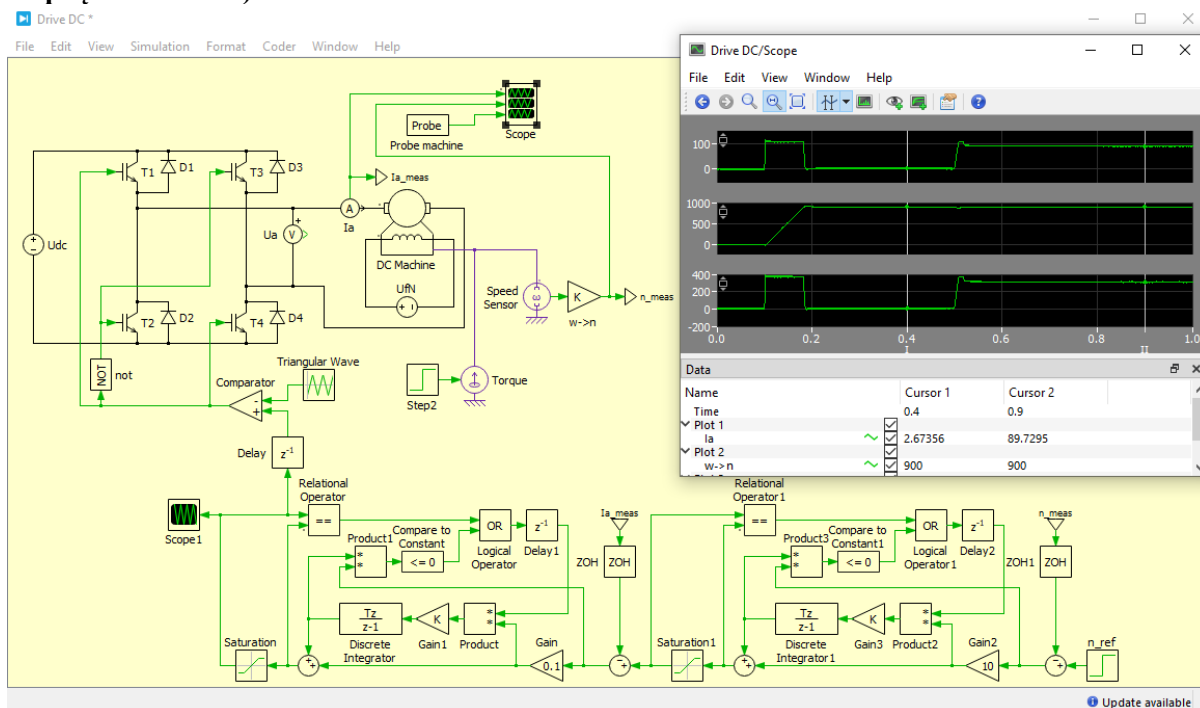 Drive DC *
File Edit View Simulation Format Coder Window Help
Drive DC/Scope
File Edit View Window Help
100
0
1000
500
0
400
200
0
-200
0.0 0.2 0.4 0.6 0.8 1.0
I II
Data
Name Cursor 1 Cursor 2
Time 0.4 0.9
Plot 1
Ia 2.67356 89.7295
Plot 2
w->n 900 900
Probe
Probe machine
Scope
T1 D1 T3 D3
Ia_meas
A
Ia
Udc
Ua V
DC Machine
UfN
Speed
Sensor
ω
K
w->n
n_meas
T2 D2 T4 D4
NOT
not
Triangular Wave
Comparator
Step2
Torque
Delay
z-1
Scope1
Relational
Operator
==
Product1
Compare to
Constant
<= 0
OR
Logical
Operator
z-1
Delay1
Ia_meas
ZOH ZOH
Relational
Operator1
==
Product3
Compare to
Constant1
<= 0
OR
Logical
Operator1
z-1
Delay2
n_meas
ZOH1 ZOH
Saturation
Tz
z-1
Discrete
Integrator
K
Gain1
Product
Gain
0.1
Saturation1
Tz
z-1
Discrete
Integrator1
K
Gain3
Product2
Gain2
10
n_ref
Update available